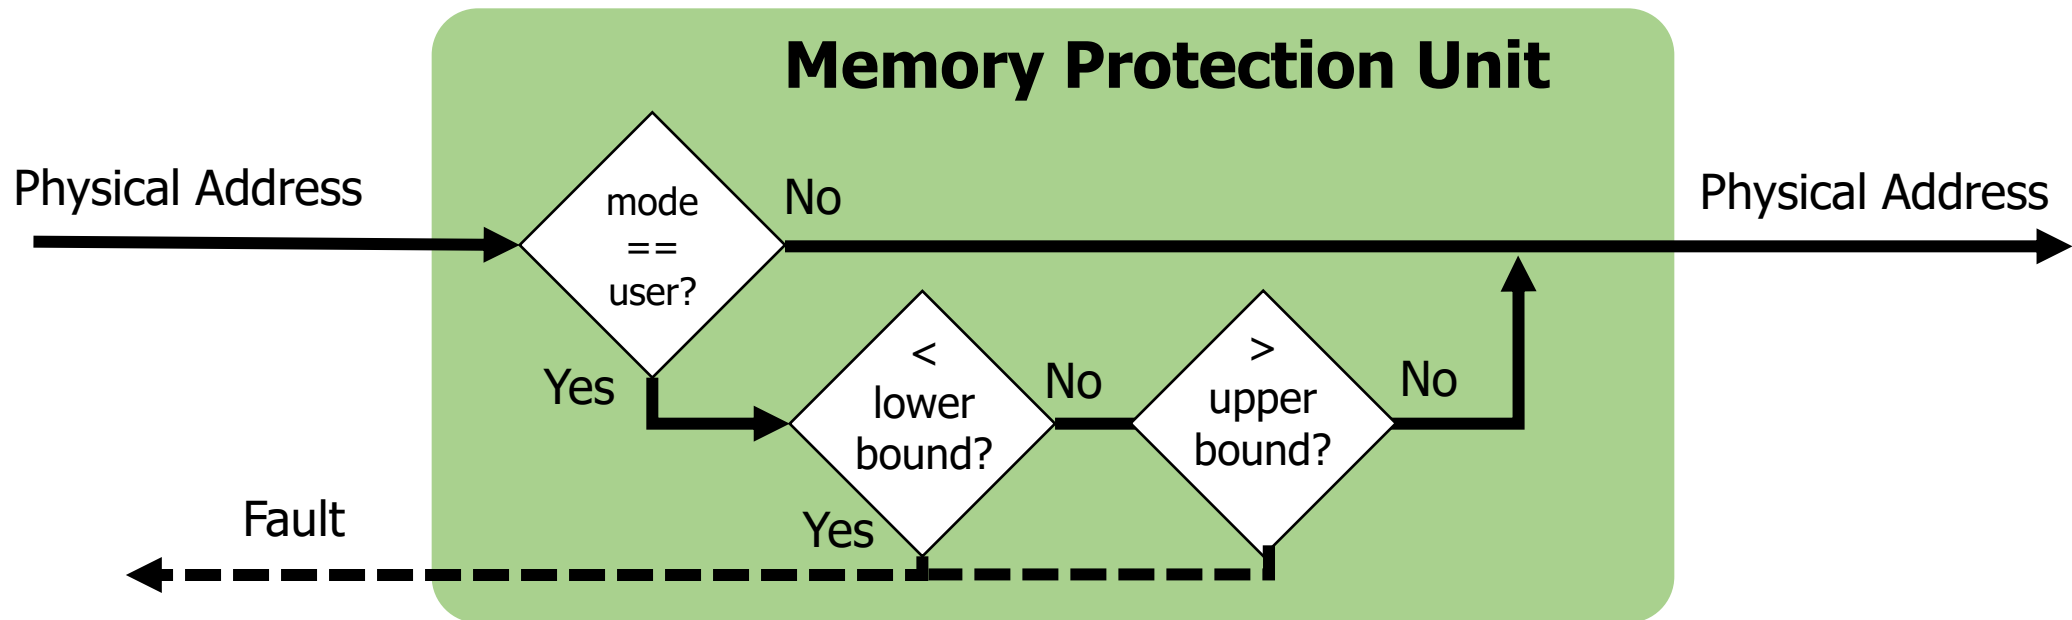 Memory Protection Unit
Physical Address
mode
==
user?
No
Physical Address
Yes
<
lower
bound?
No
>
upper
bound?
No
Yes
Fault